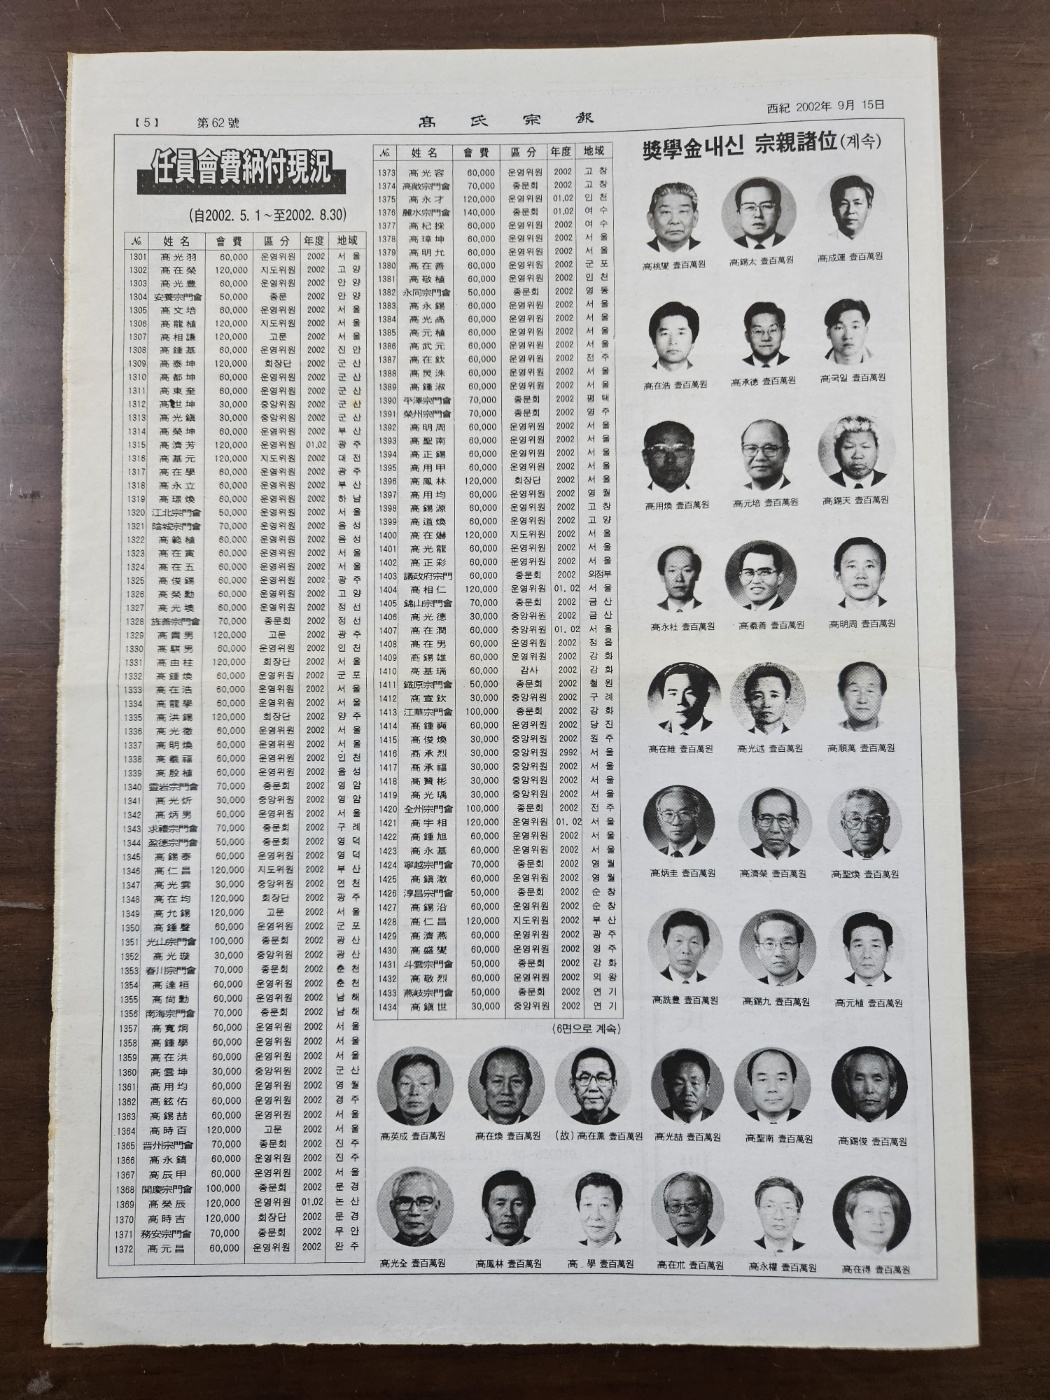 【5】 第62號 高氏宗報 西紀 2002年 9月 15日
任員會費納付現況
(自2002. 5. 1～至2002. 8.30)
№ 姓名 會費 區分 年度 地域
1301 高光羽 60,000 운영위원 2002 서울
1302 高在榮 120,000 지도위원 2002 고양
1303 高光豊 60,000 운영위원 2002 안양
1304 安養宗門會 50,000 종문 2002 안양
1305 高文培 60,000 운영위원 2002 서울
1306 高龍植 120,000 지도위원 2002 서울
1307 高相謙 120,000 고문 2002 서울
1308 高鍾基 60,000 운영위원 2002 진안
1309 高泰坤 120,000 회장단 2002 군산
1310 高都坤 60,000 운영위원 2002 군산
1311 高東奎 60,000 운영위원 2002 군산
1312 高世坤 30,000 중앙위원 2002 군산
1313 高光鎭 30,000 중앙위원 2002 군산
1314 高榮坤 60,000 운영위원 2002 부산
1315 高濟芳 120,000 운영위원 01.02 광주
1316 高基元 120,000 지도위원 2002 대전
1317 高在學 60,000 운영위원 2002 광주
1318 高永立 60,000 운영위원 2002 부산
1319 高璟煥 60,000 운영위원 2002 하남
1320 江北宗門會 50,000 운영위원 2002 서울
1321 陰城宗門會 70,000 운영위원 2002 음성
1322 高範植 60,000 운영위원 2002 음성
1323 高在寅 60,000 운영위원 2002 서울
1324 高在五 60,000 운영위원 2002 서울
1325 高俊錫 60,000 운영위원 2002 광주
1326 高榮勳 60,000 운영위원 2002 고양
1327 高光 60,000 운영위원 2002 정선
1328 旌善宗門會 70,000 종문회 2002 정선
1329 高貴男 120,000 고문 2002 광주
1330 高騏男 60,000 운영위원 2002 인천
1331 高由柱 120,000 회장단 2002 서울
1332 高鍾煥 60,000 운영위원 2002 군포
1333 高在浩 60,000 운영위원 2002 서울
1334 高龍學 60,000 운영위원 2002 서울
1335 高洪錫 120,000 회장단 2002 양주
1336 高光徹 60,000 운영위원 2002 서울
1337 高明煥 60,000 운영위원 2002 서울
1338 高義福 60,000 운영위원 2002 인천
1339 高殷植 60,000 운영위원 2002 음성
1340 靈岩宗門會 70,000 종문회 2002 영암
1341 高光炘 30,000 중앙위원 2002 영암
1342 高炳男 60,000 운영위원 2002 서울
1343 求禮宗門會 70,000 종문회 2002 구례
1344 盈德宗門會 50,000 종문회 2002 영덕
1345 高錫泰 60,000 운영위원 2002 영덕
1346 高仁昌 120,000 지도위원 2002 부산
1347 高光雲 30,000 중앙위원 2002 연천
1348 高在均 120,000 회장단 2002 광주
1349 高允錫 120,000 고문 2002 서울
1350 高鍾聲 60,000 운영위원 2002 군포
1351 光山宗門會 100,000 종문회 2002 광산
1352 高光璇 30,000 중앙위원 2002 광산
1353 春川宗門會 70,000 종문회 2002 춘천
1354 高達桓 60,000 운영위원 2002 춘천
1355 高尙勳 60,000 운영위원 2002 남해
1356 南海宗門會 70,000 종문회 2002 남해
1357 高寬炯 60,000 운영위원 2002 서울
1358 高鍾學 60,000 운영위원 2002 서울
1359 高在洪 60,000 운영위원 2002 서울
1360 高雲坤 30,000 중앙위원 2002 군산
1361 高用均 60,000 운영위원 2002 영월
1362 高鉉佑 60,000 운영위원 2002 경주
1363 高錫喆 60,000 운영위원 2002 서울
1364 高時百 120,000 고문 2002 서울
1365 晋州宗門會 70,000 종문회 2002 진주
1366 高永鎬 60,000 운영위원 2002 진주
1367 高辰甲 60,000 운영위원 2002 서울
1368 聞慶宗門會 100,000 종문회 2002 문경
1369 高榮辰 120,000 운영위원 01.02 논산
1370 高時吉 120,000 회장단 2002 문경
1371 務安宗門會 70,000 종문회 2002 무안
1372 高元昌 60,000 운영위원 2002 완주
№ 姓名 會費 區分 年度 地域
1373 高光容 60,000 운영위원 2002 고창
1374 高敞宗門會 70,000 종문회 2002 고창
1375 高永才 120,000 운영위원 01.02 인천
1376 麗水宗門會 140,000 종문회 01.02 여수
1377 高杞採 60,000 운영위원 2002 여수
1378 高璋坤 60,000 운영위원 2002 서울
1379 高明允 60,000 운영위원 2002 서울
1380 高在善 60,000 운영위원 2002 군포
1381 高敬植 60,000 운영위원 2002 인천
1382 永同宗門會 50,000 종문회 2002 영동
1383 高永錫 60,000 운영위원 2002 서울
1384 高光高 60,000 운영위원 2002 서울
1385 高元植 60,000 운영위원 2002 서울
1386 高武元 60,000 운영위원 2002 서울
1387 高在欽 60,000 운영위원 2002 전주
1388 高炅洙 60,000 운영위원 2002 서울
1389 高鍾淑 60,000 운영위원 2002 서울
1390 平澤宗門會 70,000 종문회 2002 평택
1391 榮州宗門會 70,000 종문회 2002 영주
1392 高明周 60,000 운영위원 2002 서울
1393 高聖南 60,000 운영위원 2002 서울
1394 高正錫 60,000 운영위원 2002 서울
1395 高用甲 60,000 운영위원 2002 서울
1396 高鳳林 120,000 회장단 2002 서울
1397 高用均 60,000 운영위원 2002 영월
1398 高錫源 60,000 운영위원 2002 고창
1399 高道煥 60,000 운영위원 2002 고양
1400 高在 120,000 지도위원 2002 서울
1401 高光龍 60,000 운영위원 2002 서울
1402 高正彩 60,000 운영위원 2002 서울
1403 議政府宗門 60,000 종문회 2002 의정부
1404 高相仁 120,000 운영위원 01.02 서울
1405 錦山宗門會 70,000 종문회 2002 금산
1406 高光德 30,000 중앙위원 2002 금산
1407 高在潤 60,000 중앙위원 01.02 서울
1408 高在男 60,000 운영위원 2002 정읍
1409 高錫雄 60,000 운영위원 2002 강화
1410 高基瑀 60,000 감사 2002 강화
1411 鐵原宗門會 50,000 종문회 2002 철원
1412 高宣欽 30,000 중앙위원 2002 구례
1413 江華宗門會 100,000 종문회 2002 강화
1414 高鍾 60,000 운영위원 2002 당진
1415 高俊煥 30,000 중앙위원 2002 원주
1416 高承烈 30,000 중앙위원 2992 서울
1417 高承福 30,000 중앙위원 2002 서울
1418 高贊彬 30,000 중앙위원 2002 서울
1419 高光瑀 30,000 중앙위원 2002 서울
1420 全州宗門會 100,000 종문회 2002 전주
1421 高宇相 120,000 운영위원 01.02 서울
1422 高鍾旭 60,000 운영위원 2002 서울
1423 高永基 60,000 운영위원 2002 서울
1424 寧越宗門會 70,000 종문회 2002 영월
1425 高鎭澈 60,000 운영위원 2002 영월
1426 淳昌宗門會 50,000 종문회 2002 순창
1427 高錫沿 60,000 운영위원 2002 순창
1428 高仁昌 120,000 지도위원 2002 부산
1429 高濟燕 60,000 운영위원 2002 광주
1430 高盛燮 60,000 운영위원 2002 영주
1431 斗雲宗門會 50,000 종문회 2002 강화
1432 高敬烈 60,000 운영위원 2002 의왕
1433 燕岐宗門會 50,000 종문회 2002 연기
1434 高鎭世 30,000 중앙위원 2002 연기
(6면으로 계속)
獎學金내신 宗親諸位(계속)
高桃燮 壹百萬원 高錫太 壹百萬원 高成運 壹百萬원
高在浩 壹百萬원 高承德 壹百萬원 高국일 壹百萬원
高用煥 壹百萬원 高元培 壹百萬원 高錫天 壹百萬원
高永社 壹百萬원 高義善 壹百萬원 高明周 壹百萬원
高在維 壹百萬원 高光述 壹百萬원 高順萬 壹百萬원
高炳圭 壹百萬원 高濟榮 壹百萬원 高聖煥 壹百萬원
高銑豊 壹百萬원 高錫九 壹百萬원 高元植 壹百萬원
高英成 壹百萬원 高在煥 壹百萬원 (故)高在薰 壹百萬원 高光喆 壹百萬원 高聖南 壹百萬원 高錫俊 壹百萬원
高光全 壹百萬원 高鳳林 壹百萬원 高 學 壹百萬원 高在 壹百萬원 高永權 壹百萬원 高在得 壹百萬원